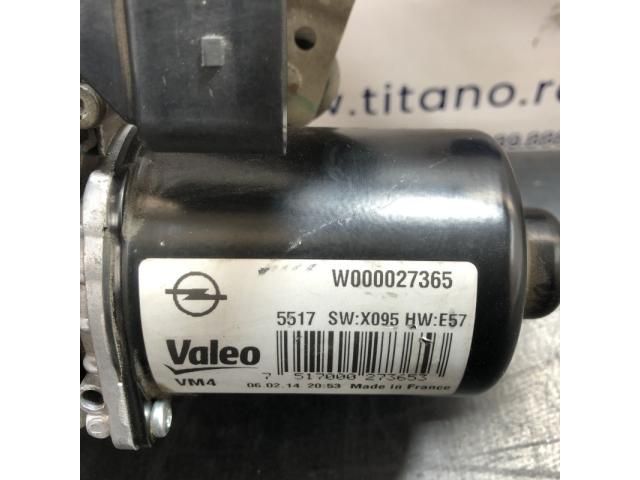 www.titano.r
W000027365
5517 SW:X095 HW:E57
Valeo
7 517000 273653
VM4
06.02.14 20:53 Made in France